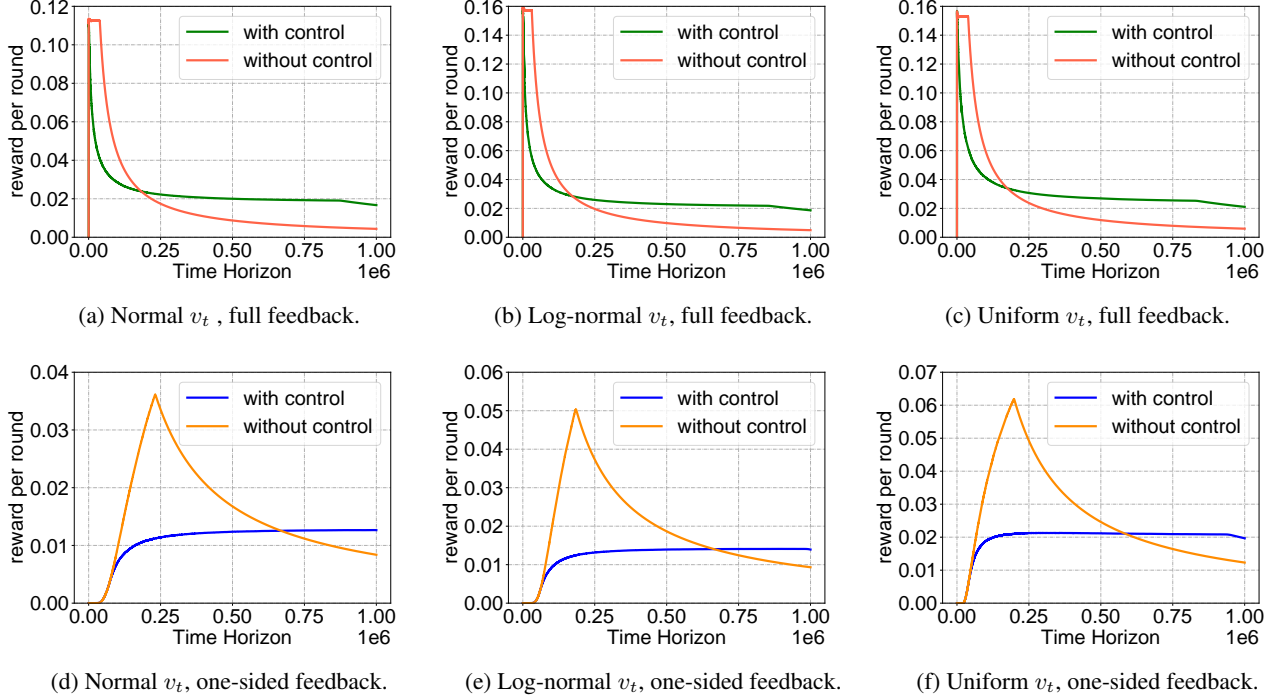 0.12
0.10
0.08
0.06
0.04
0.02
0.00
reward per round
with control
without control
0.00 0.25 0.50 0.75 1.00
Time Horizon 1e6
(a) Normal v_t , full feedback.
0.16
0.14
0.12
0.10
0.08
0.06
0.04
0.02
0.00
reward per round
with control
without control
0.00 0.25 0.50 0.75 1.00
Time Horizon 1e6
(b) Log-normal v_t, full feedback.
0.16
0.14
0.12
0.10
0.08
0.06
0.04
0.02
0.00
reward per round
with control
without control
0.00 0.25 0.50 0.75 1.00
Time Horizon 1e6
(c) Uniform v_t, full feedback.
0.04
0.03
0.02
0.01
0.00
reward per round
with control
without control
0.00 0.25 0.50 0.75 1.00
Time Horizon 1e6
(d) Normal v_t, one-sided feedback.
0.06
0.05
0.04
0.03
0.02
0.01
0.00
reward per round
with control
without control
0.00 0.25 0.50 0.75 1.00
Time Horizon 1e6
(e) Log-normal v_t, one-sided feedback.
0.07
0.06
0.05
0.04
0.03
0.02
0.01
0.00
reward per round
with control
without control
0.00 0.25 0.50 0.75 1.00
Time Horizon 1e6
(f) Uniform v_t, one-sided feedback.